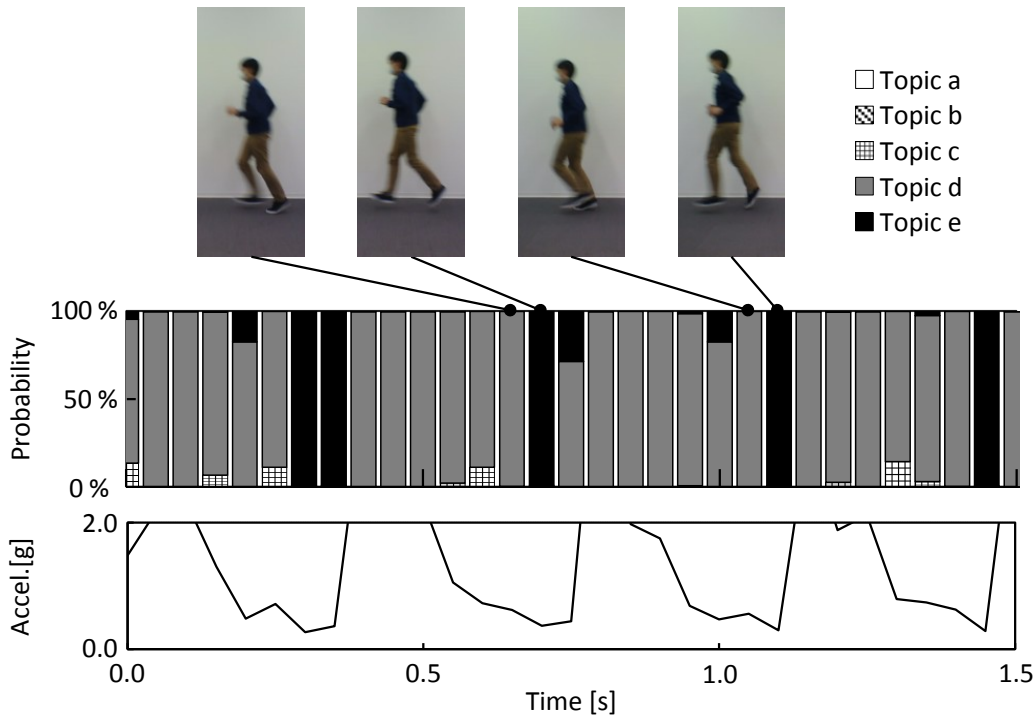 Topic a
Topic b
Topic c
Topic d
Topic e
100 %
50 %
0 %
Probability
2.0
0.0
Accel.[g]
0.0 0.5 1.0 1.5
Time [s]